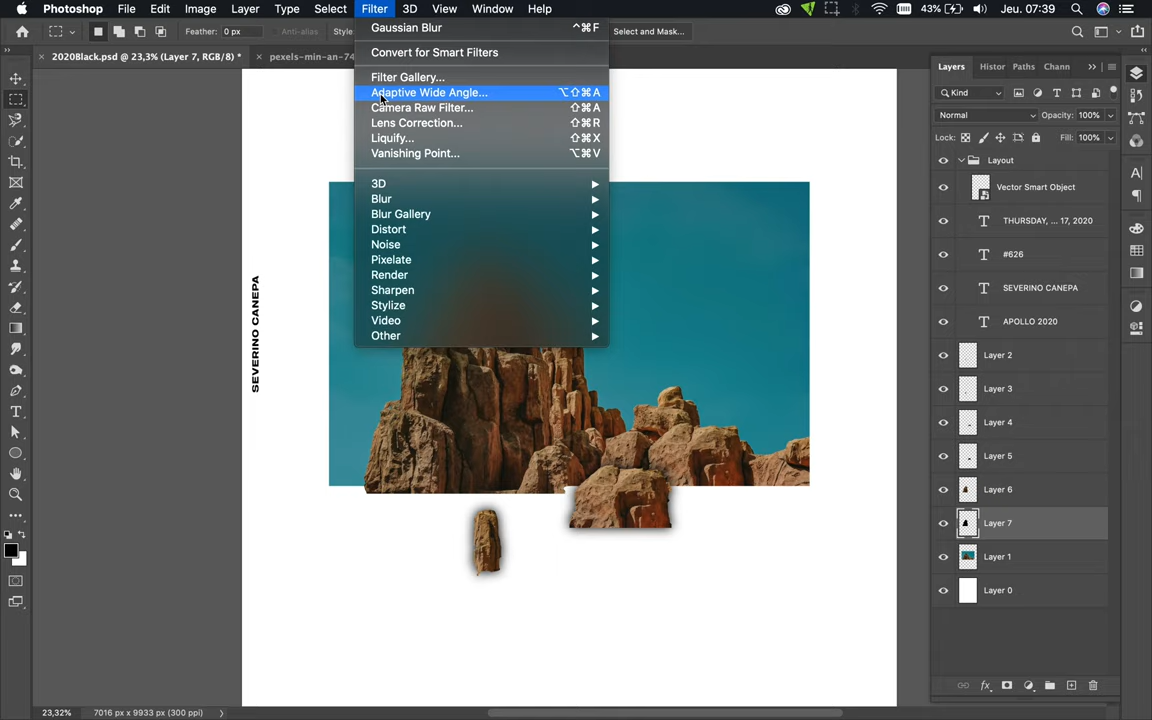 Photoshop File Edit Image Layer Type Select Filter 3D View Window Help 43% Jeu. 07:39
Feather: 0 px Anti-alias Style Select and Mask...
× 2020Black.psd @ 23,3% (Layer 7, RGB/8) * × pexels-min-an-74
Gaussian Blur ^⌘F
Convert for Smart Filters
Filter Gallery...
Adaptive Wide Angle... ⌥⇧⌘A
Camera Raw Filter... ⇧⌘A
Lens Correction... ⇧⌘R
Liquify... ⇧⌘X
Vanishing Point... ⌥⌘V
3D
Blur
Blur Gallery
Distort
Noise
Pixelate
Render
Sharpen
Stylize
Video
Other
SEVERINO CANEPA
Layers Histor Paths Chann
Kind
Normal Opacity: 100%
Lock: Fill: 100%
Layout
Vector Smart Object
THURSDAY, ... 17, 2020
#626
SEVERINO CANEPA
APOLLO 2020
Layer 2
Layer 3
Layer 4
Layer 5
Layer 6
Layer 7
Layer 1
Layer 0
fx
23,32% 7016 px x 9933 px (300 ppi)